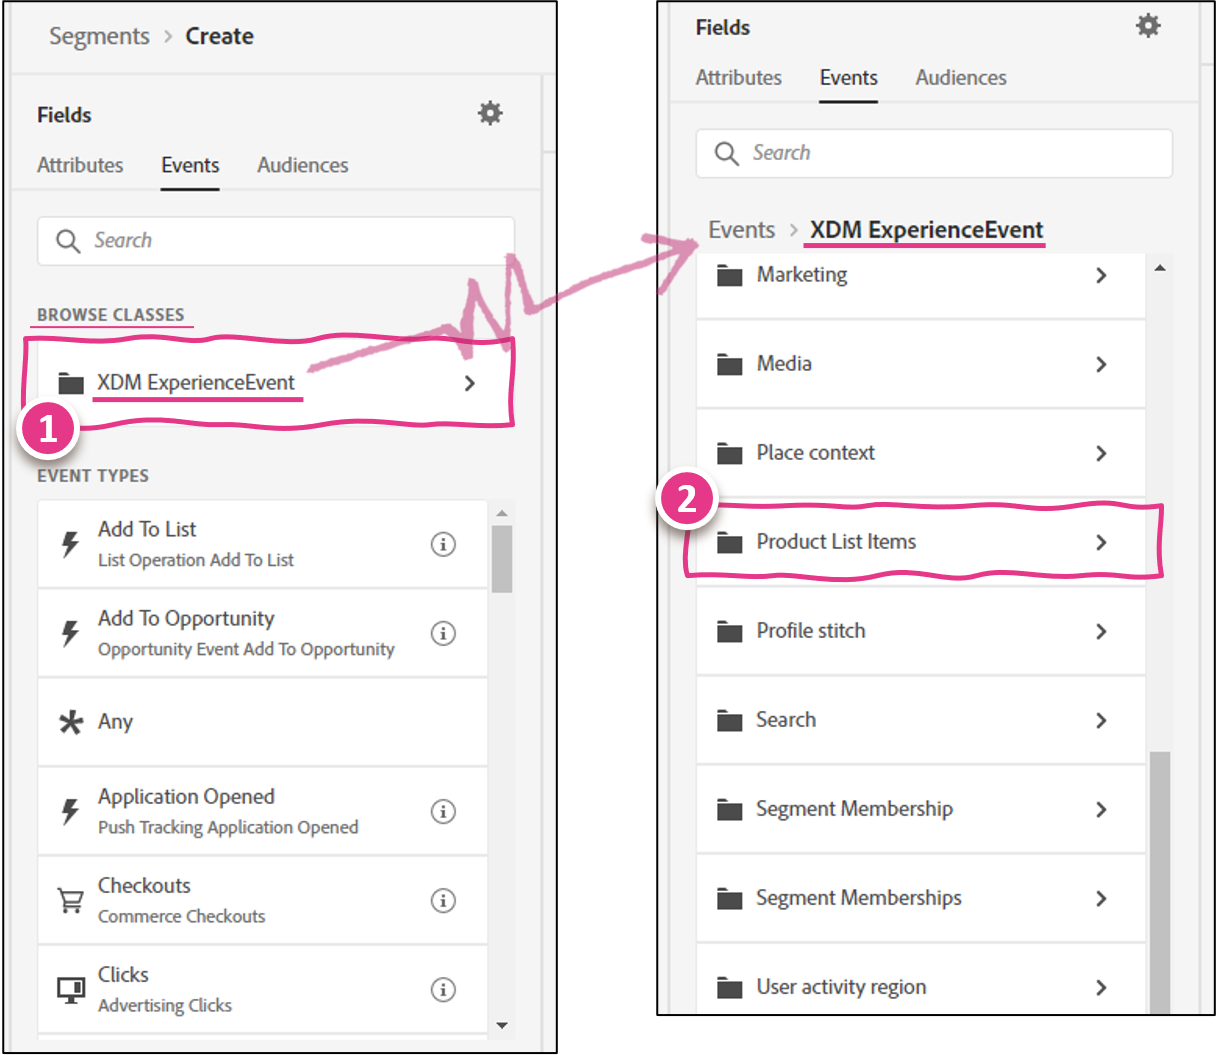 Segments > Create
Fields
Attributes Events Audiences
Search
BROWSE CLASSES
XDM ExperienceEvent
1
EVENT TYPES
Add To List
List Operation Add To List
Add To Opportunity
Opportunity Event Add To Opportunity
Any
Application Opened
Push Tracking Application Opened
Checkouts
Commerce Checkouts
Clicks
Advertising Clicks
Fields
Attributes Events Audiences
Search
Events > XDM ExperienceEvent
Marketing
Media
Place context
2
Product List Items
Profile stitch
Search
Segment Membership
Segment Memberships
User activity region